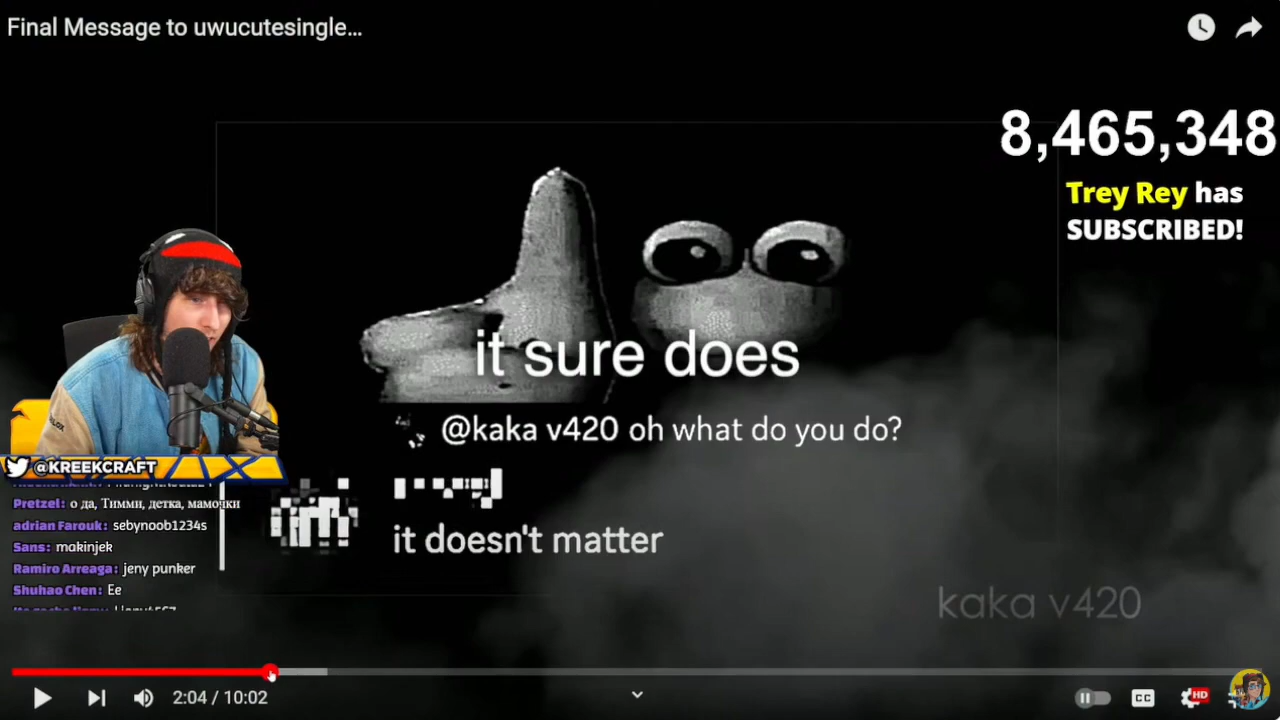 Final Message to uwucutesingle...
8,465,348
Trey Rey has
SUBSCRIBED!
it sure does
@kaka v420 oh what do you do?
it doesn't matter
@KREEKCRAFT
Pretzel: о да, Тимми, детка, мамочки
adrian Farouk: sebynoob1234s
Sans: makinjek
Ramiro Arreaga: jeny punker
Shuhao Chen: Ee
kaka v420
2:04 / 10:02
CC
HD